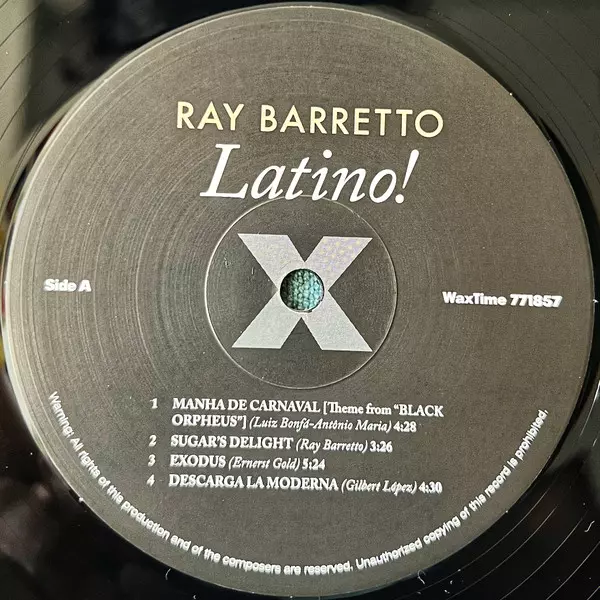 RAY BARRETTO
Latino!
X
Side A
WaxTime 771857
1 MANHA DE CARNAVAL [Theme from “BLACK
ORPHEUS”] (Luiz Bonfá-Antônio Maria) 4:28
2 SUGAR'S DELIGHT (Ray Barretto) 3:26
3 EXODUS (Ernerst Gold) 5:24
4 DESCARGA LA MODERNA (Gilbert López) 4:30
Warning: All rights of this production and of the composers are reserved. Unauthorized copying of this record is prohibited.